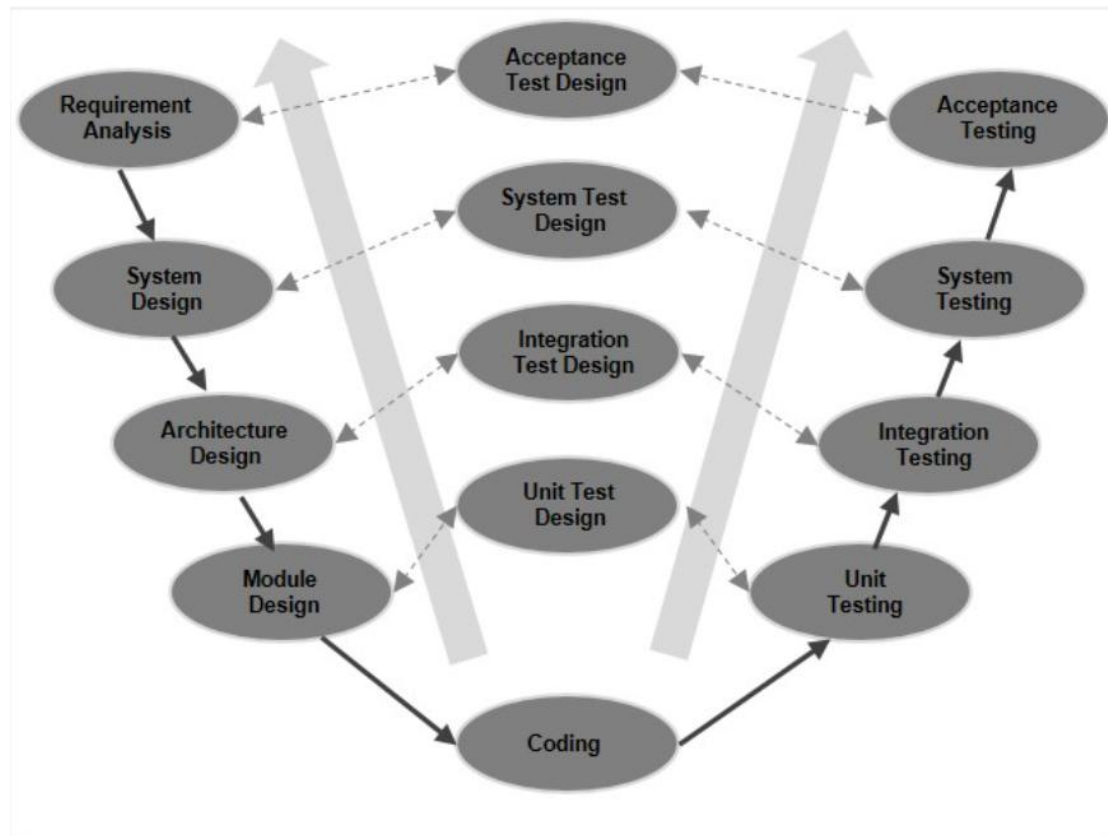 Acceptance
Test Design
Requirement
Analysis
Acceptance
Testing
System Test
Design
System
Design
System
Testing
Integration
Test Design
Architecture
Design
Integration
Testing
Unit Test
Design
Module
Design
Unit
Testing
Coding